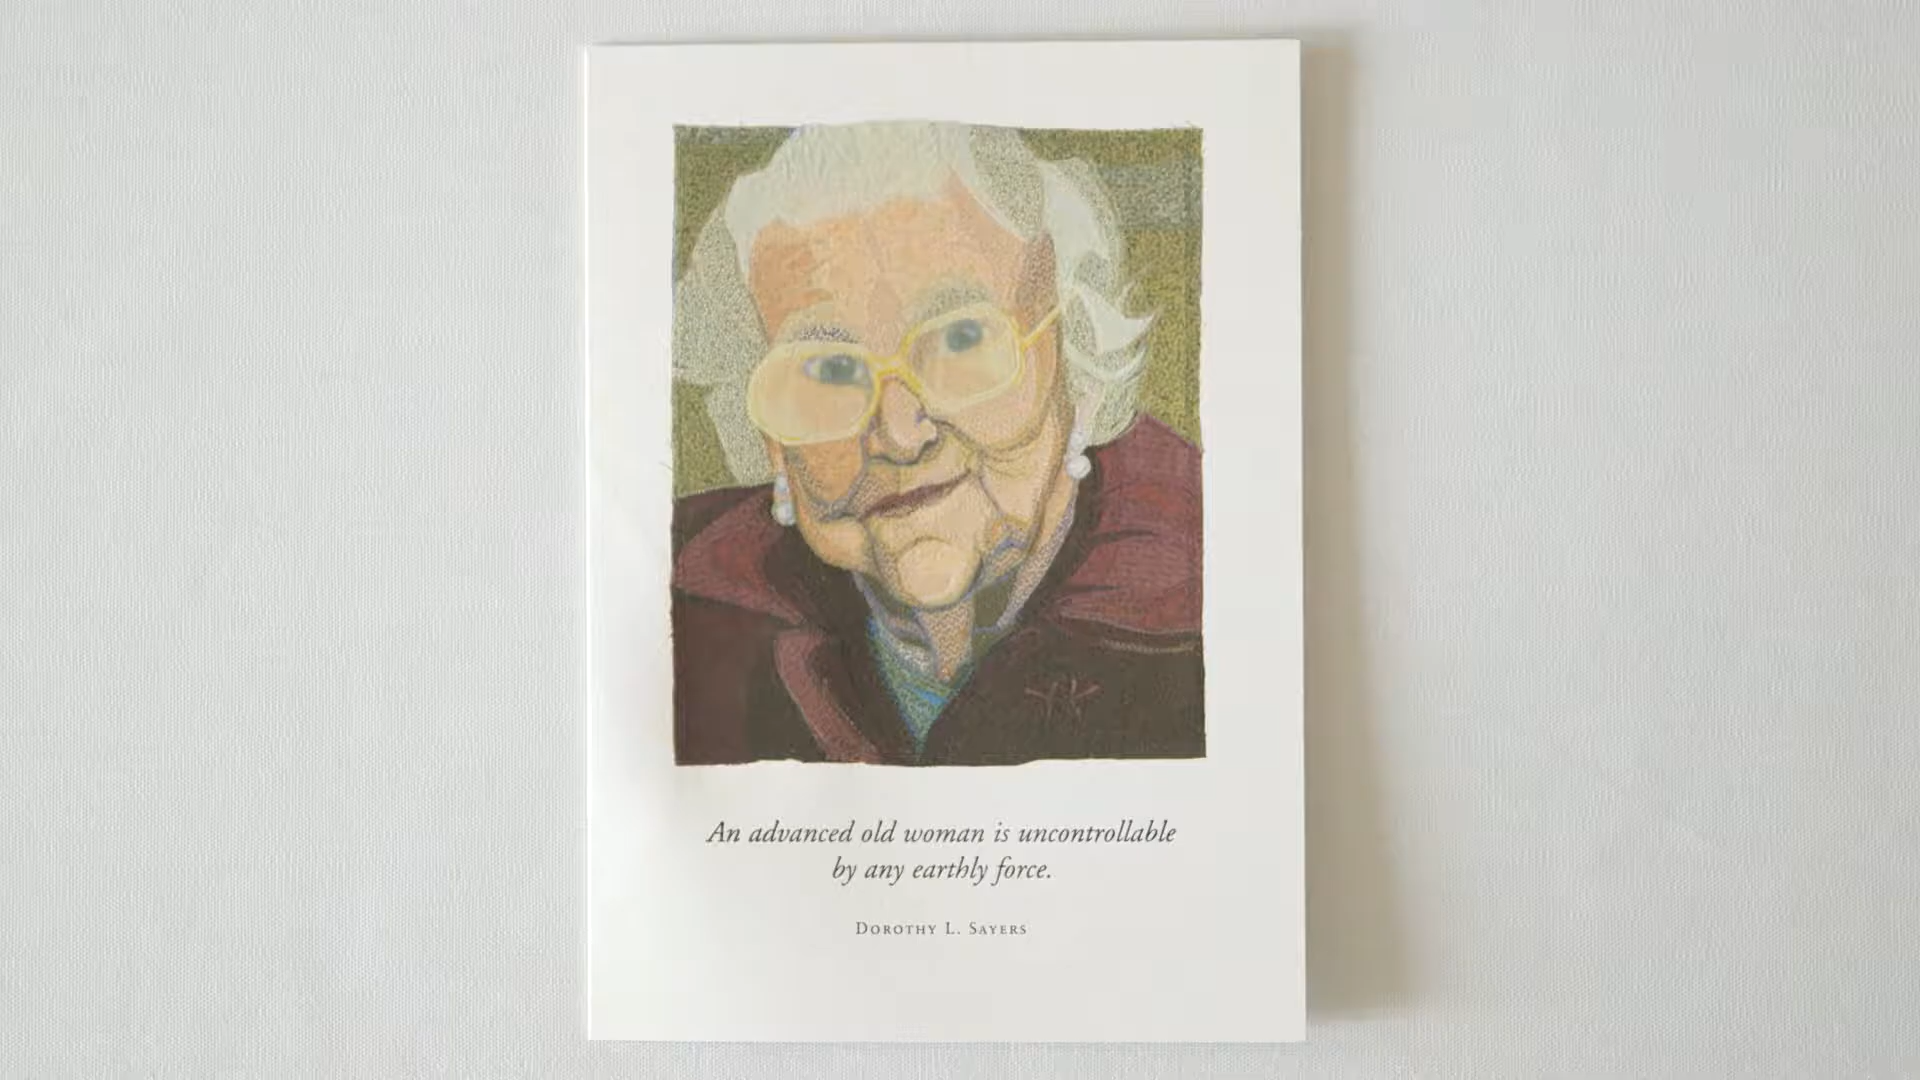 An advanced old woman is uncontrollable
by any earthly force.
Dorothy L. Sayers